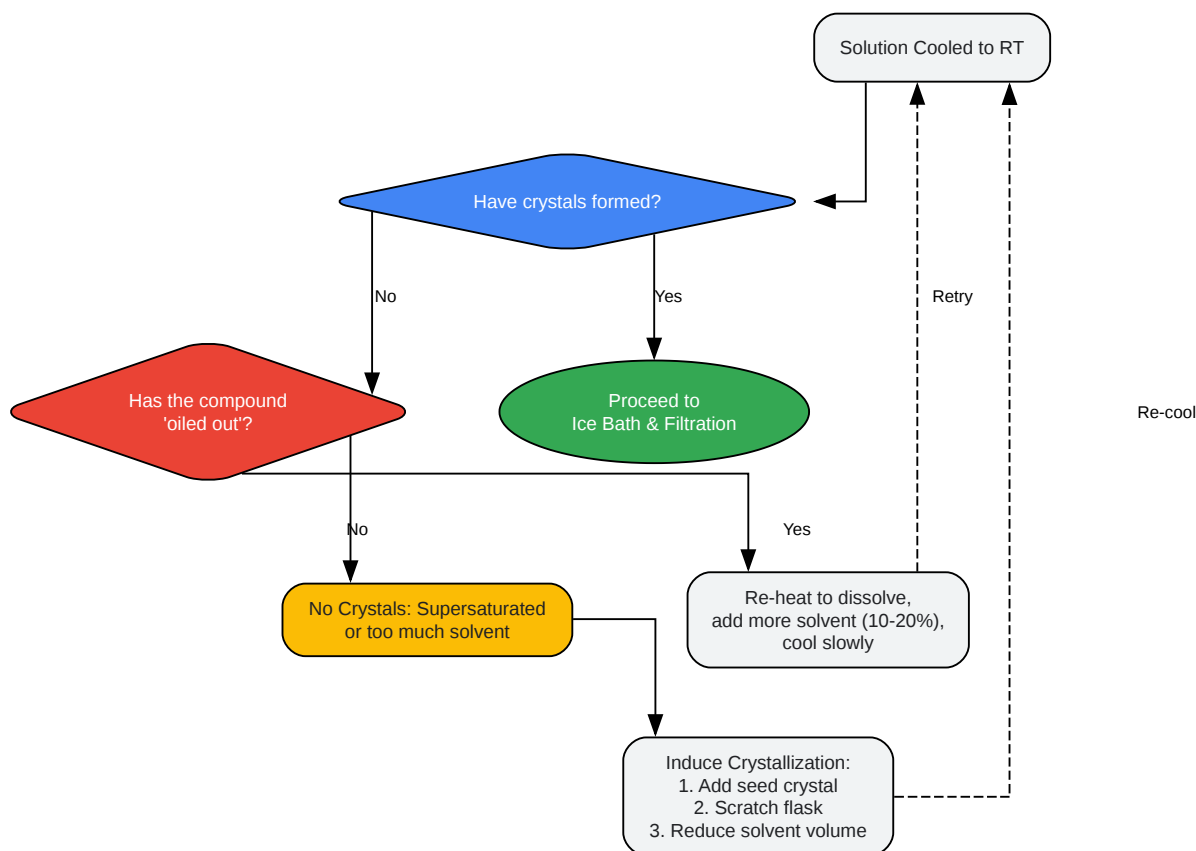 Solution Cooled to RT
Have crystals formed?
No
Yes
Retry
Has the compound
'oiled out'?
Proceed to
Ice Bath & Filtration
Re-cool
No
Yes
No Crystals: Supersaturated
or too much solvent
Re-heat to dissolve,
add more solvent (10-20%),
cool slowly
Induce Crystallization:
1. Add seed crystal
2. Scratch flask
3. Reduce solvent volume